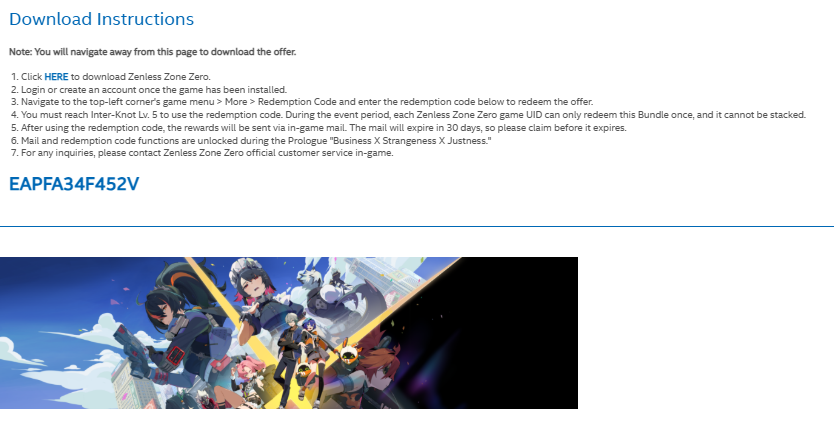 Download Instructions
Note: You will navigate away from this page to download the offer.
1. Click HERE to download Zenless Zone Zero.
2. Login or create an account once the game has been installed.
3. Navigate to the top-left corner's game menu > More > Redemption Code and enter the redemption code below to redeem the offer.
4. You must reach Inter-Knot Lv. 5 to use the redemption code. During the event period, each Zenless Zone Zero game UID can only redeem this Bundle once, and it cannot be stacked.
5. After using the redemption code, the rewards will be sent via in-game mail. The mail will expire in 30 days, so please claim before it expires.
6. Mail and redemption code functions are unlocked during the Prologue "Business X Strangeness X Justness."
7. For any inquiries, please contact Zenless Zone Zero official customer service in-game.
EAPFA34F452V